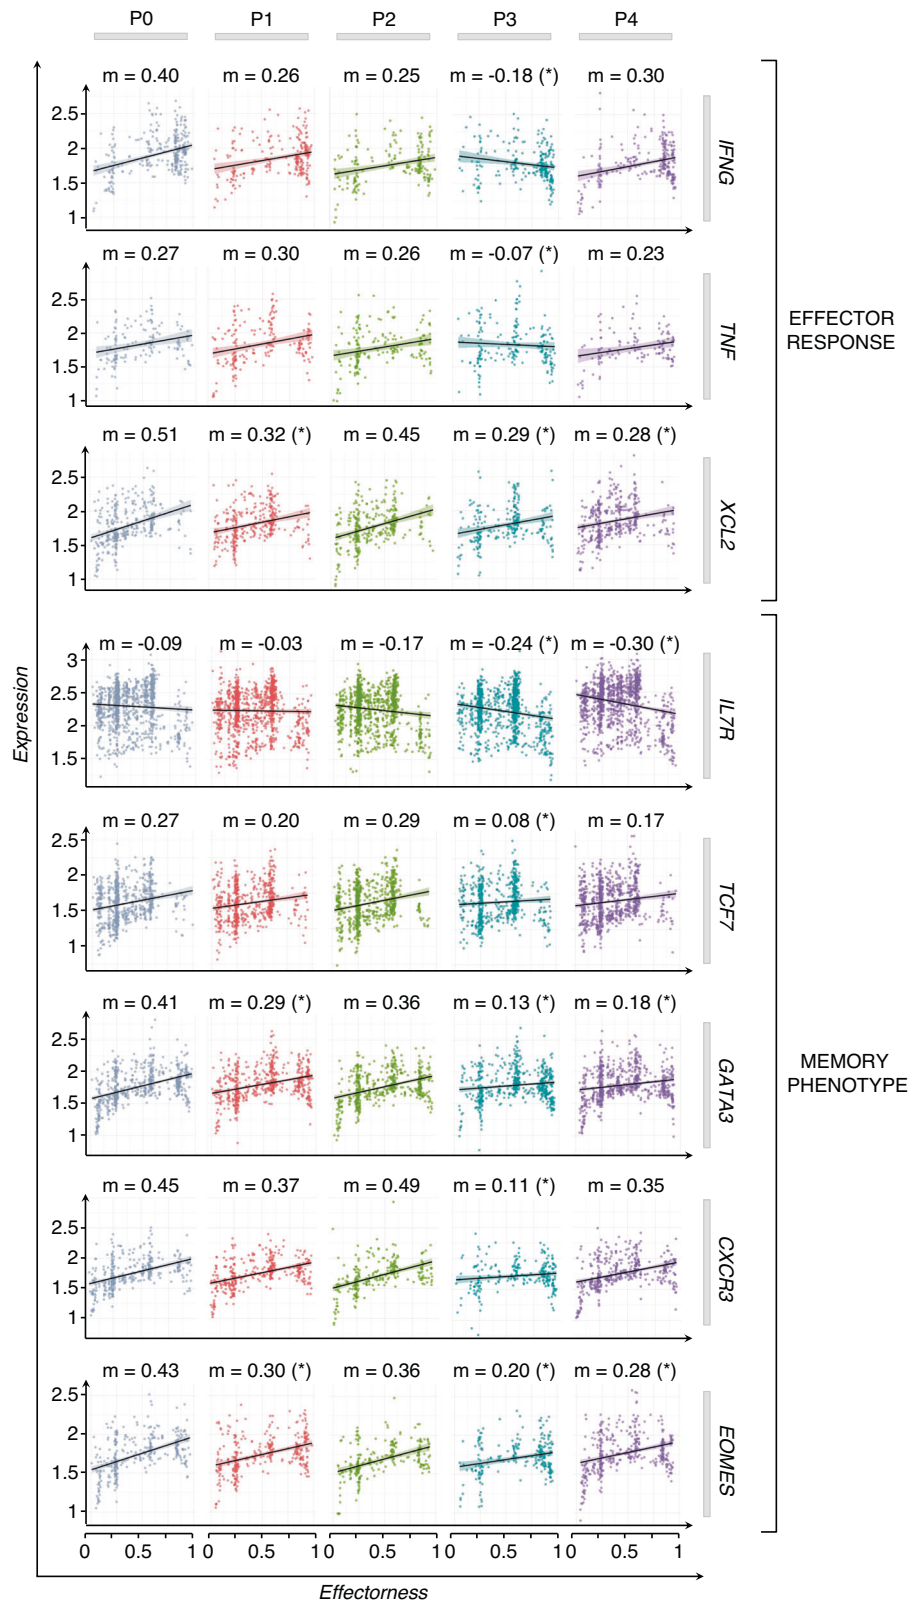 P0 P1 P2 P3 P4
m = 0.40 m = 0.26 m = 0.25 m = -0.18 (*) m = 0.30
2.5
2
1.5
1
IFNG
m = 0.27 m = 0.30 m = 0.26 m = -0.07 (*) m = 0.23
2.5
2
1.5
1
TNF
EFFECTOR
RESPONSE
m = 0.51 m = 0.32 (*) m = 0.45 m = 0.29 (*) m = 0.28 (*)
2.5
2
1.5
1
XCL2
Expression
m = -0.09 m = -0.03 m = -0.17 m = -0.24 (*) m = -0.30 (*)
3
2.5
2
1.5
IL7R
m = 0.27 m = 0.20 m = 0.29 m = 0.08 (*) m = 0.17
2.5
2
1.5
1
TCF7
m = 0.41 m = 0.29 (*) m = 0.36 m = 0.13 (*) m = 0.18 (*)
2.5
2
1.5
1
GATA3
MEMORY
PHENOTYPE
m = 0.45 m = 0.37 m = 0.49 m = 0.11 (*) m = 0.35
2.5
2
1.5
1
CXCR3
m = 0.43 m = 0.30 (*) m = 0.36 m = 0.20 (*) m = 0.28 (*)
2.5
2
1.5
1
EOMES
0 0.5 1 0 0.5 1 0 0.5 1 0 0.5 1 0 0.5 1
Effectorness